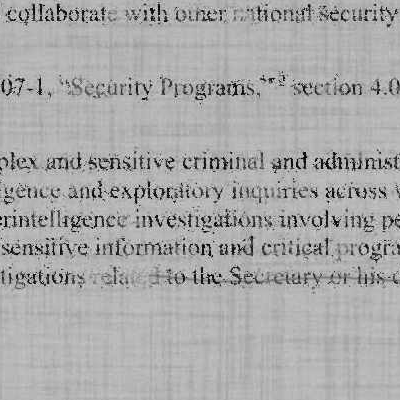 collaborate with other national security
07-1, "Security Programs," section 4.0
plex and sensitive criminal and administ
gence and exploratory inquiries across
erintelligence investigations involving pe
sensitive information and critical progra
tigations related to the Secretary or his